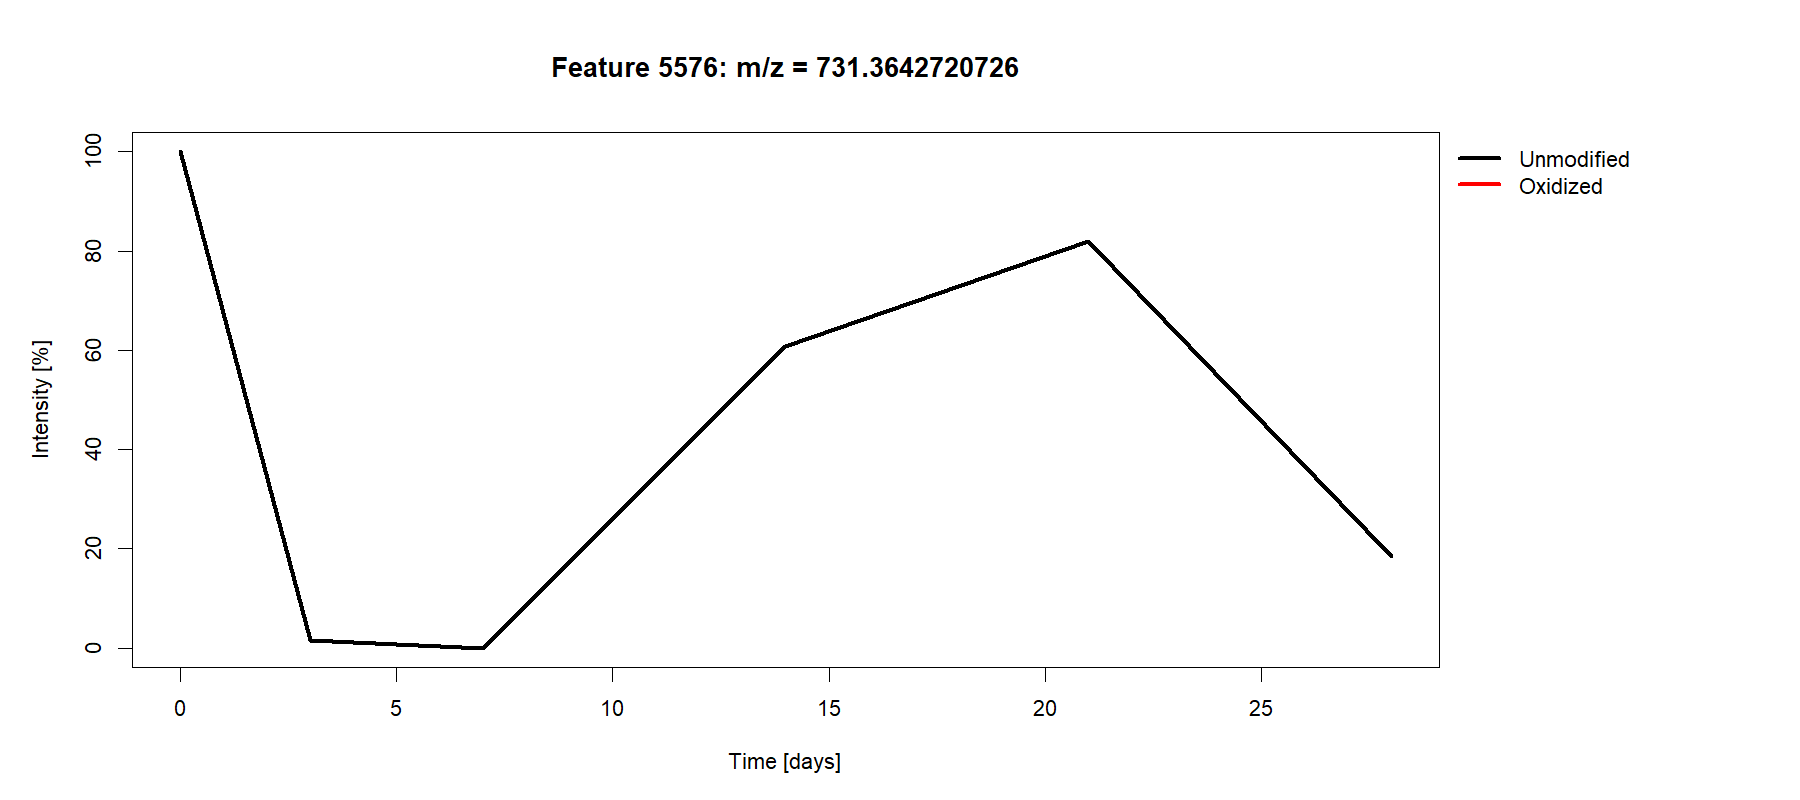 Feature 5576: m/z = 731.3642720726
Unmodified
Oxidized
Intensity [%]
100
80
60
40
20
0
0 5 10 15 20 25
Time [days]